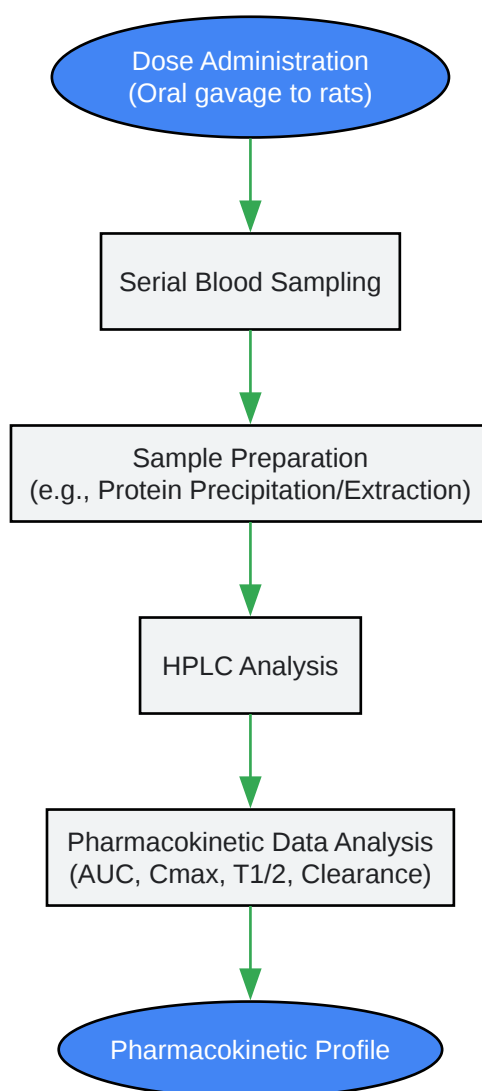 Dose Administration
(Oral gavage to rats)
Serial Blood Sampling
Sample Preparation
(e.g., Protein Precipitation/Extraction)
HPLC Analysis
Pharmacokinetic Data Analysis
(AUC, Cmax, T1/2, Clearance)
Pharmacokinetic Profile